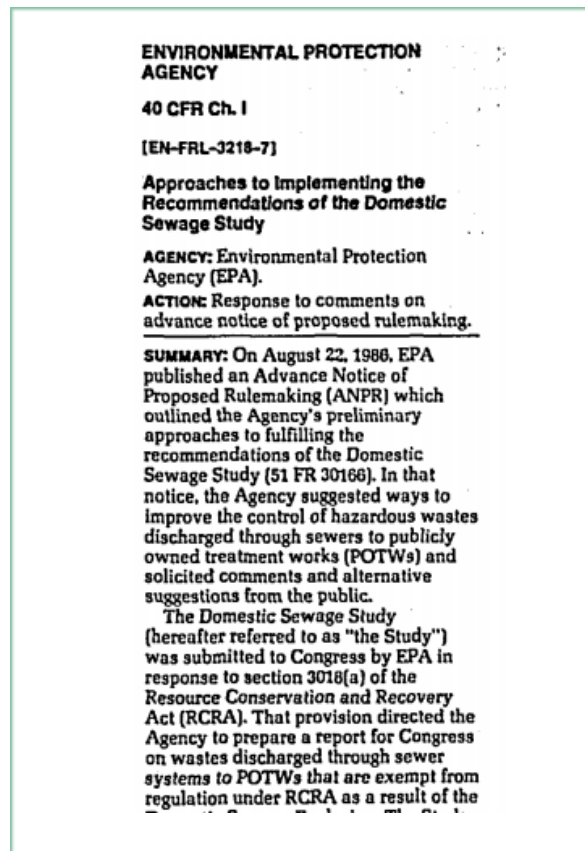 ENVIRONMENTAL PROTECTION
AGENCY
40 CFR Ch. I
[EN-FRL-3218-7]
Approaches to Implementing the
Recommendations of the Domestic
Sewage Study
AGENCY: Environmental Protection
Agency (EPA).
ACTION: Response to comments on
advance notice of proposed rulemaking.
SUMMARY: On August 22, 1986, EPA
published an Advance Notice of
Proposed Rulemaking (ANPR) which
outlined the Agency's preliminary
approaches to fulfilling the
recommendations of the Domestic
Sewage Study (51 FR 30166). In that
notice, the Agency suggested ways to
improve the control of hazardous wastes
discharged through sewers to publicly
owned treatment works (POTWs) and
solicited comments and alternative
suggestions from the public.
The Domestic Sewage Study
(hereafter referred to as "the Study")
was submitted to Congress by EPA in
response to section 3018(a) of the
Resource Conservation and Recovery
Act (RCRA). That provision directed the
Agency to prepare a report for Congress
on wastes discharged through sewer
systems to POTWs that are exempt from
regulation under RCRA as a result of the